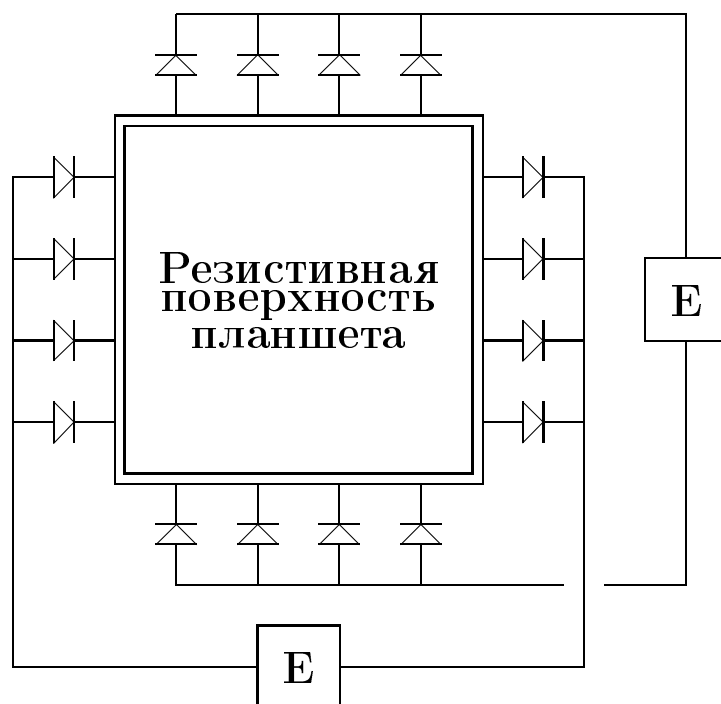 Резистивная
поверхность
планшета
E
E